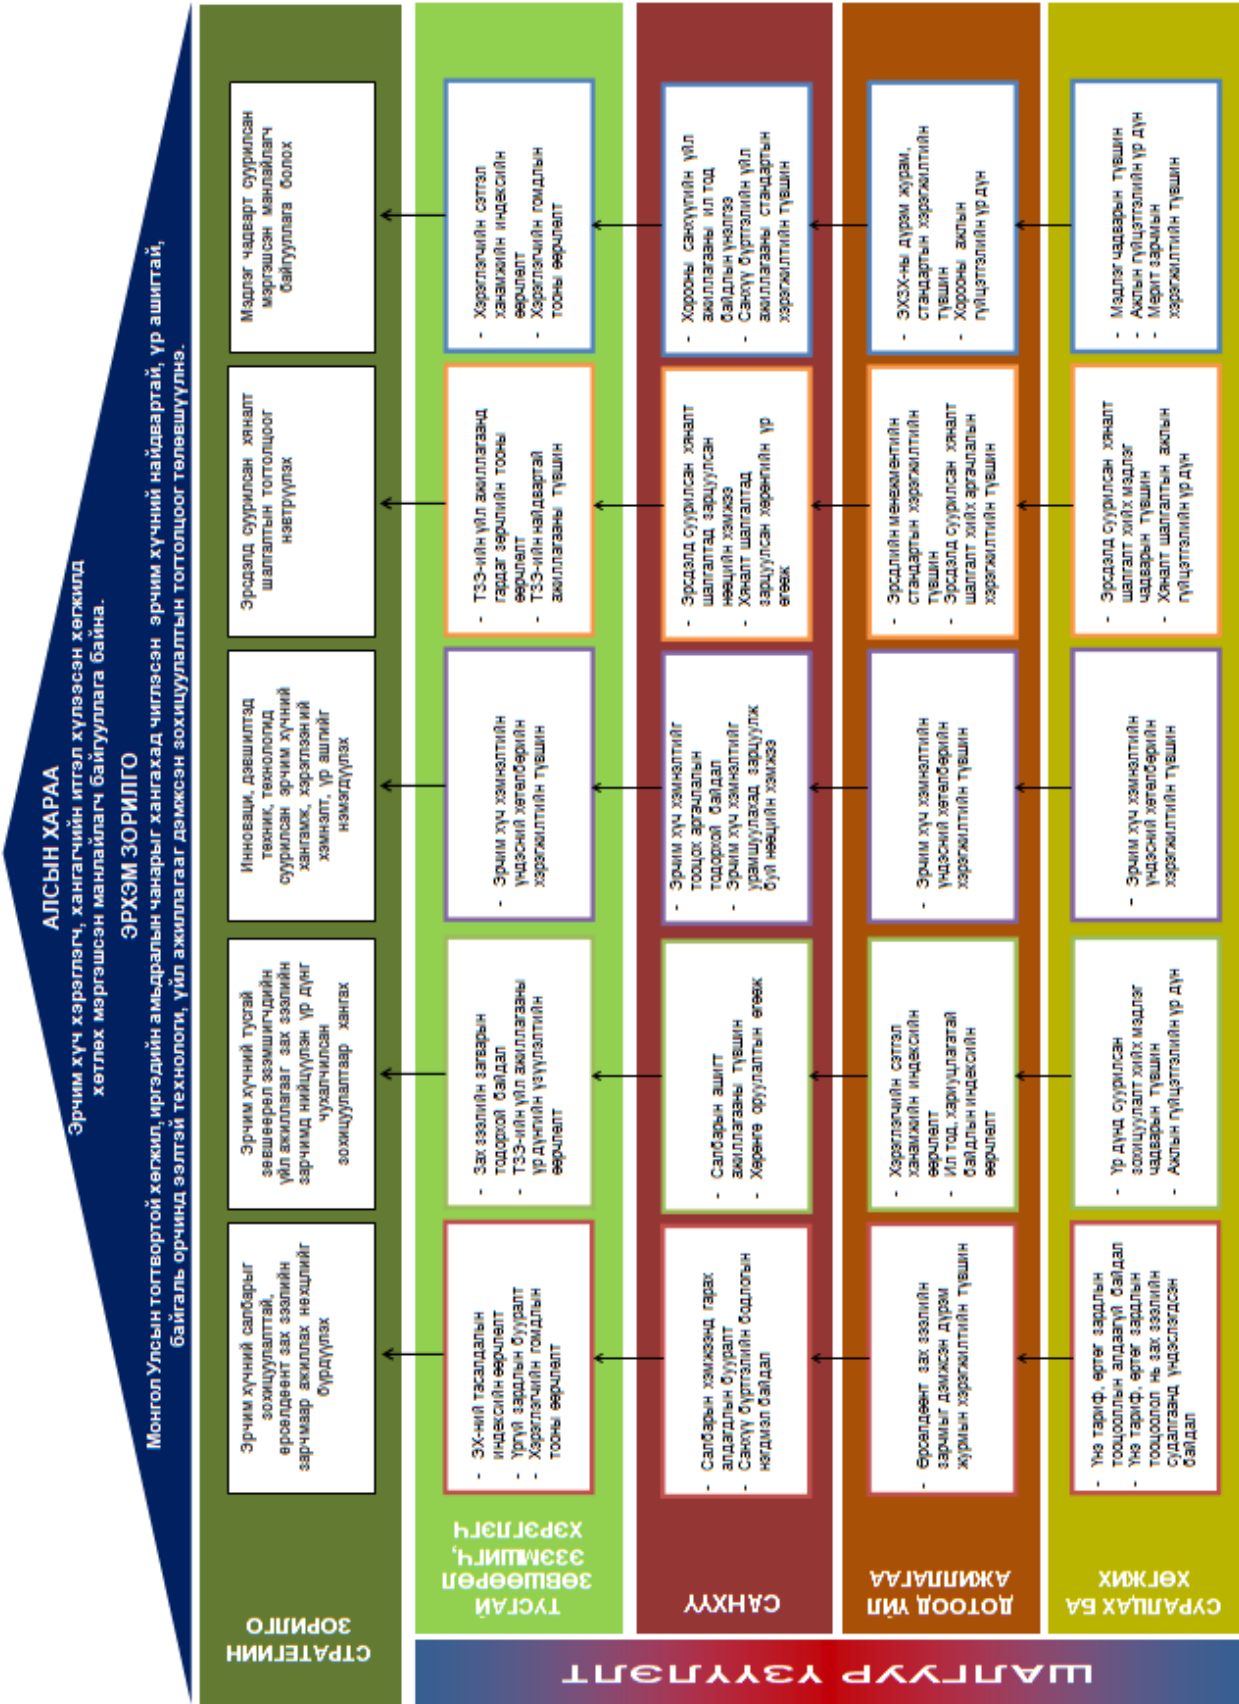 АЛСЫН ХАРАА
Эрчим хүч хэрэглэгч, хангагчийн итгэл хүлээсэн хөгжилд
хөтлөх мэргэшсэн манлайлагч байгууллага байна.
ЭРХЭМ ЗОРИЛГО
Монгол Улсын тогтвортой хөгжил, иргэдийн амьдралын чанарыг хангахад чиглэсэн эрчим хүчний найдвартай, үр ашигтай,
байгаль орчинд ээлтэй технологи, үйл ажиллагааг дэмжсэн зохицуулалтын тогтолцоог төлөвшүүлнэ.
СТРАТЕГИЙН
ЗОРИЛГО
Эрчим хүчний салбарыг
зохицуулалттай,
өрсөлдөөнт зах зээлийн
зарчмаар ажиллах нөхцлийг
бүрдүүлэх
Эрчим хүчний тусгай
зөвшөөрөл эзэмшигчдийн
үйл ажиллагааг зах зээлийн
зарчимд нийцүүлэн үр дүнг
чухалчилсан
зохицуулалтаар хангах
Инноваци, дэвшилтэд
техник, технологид
суурилсан эрчим хүчний
хангамж, хэрэглээний
хэмнэлт, үр ашгийг
нэмэгдүүлэх
Эрсдэлд суурилсан хяналт
шалгалтын тогтолцоог
нэвтрүүлэх
Мэдлэг чадварт суурилсан
мэргэшсэн манлайлагч
байгууллага болох
ШАЛГУУР ҮЗҮҮЛЭЛТ
ТУСГАЙ
ЗӨВШӨӨРӨЛ
ЭЗЭМШИГЧ,
ХЭРЭГЛЭГЧ
- ЭХ-ний тасалдалын
индексийн өөрчлөлт
- Үргүй зардлын бууралт
- Хэрэглэгчийн гомдлын
тооны өөрчлөлт
- Зах зээлийн загварын
тодорхой байдал
- ТЗЭ-ийн үйл ажиллагааны
үр дүнгийн үзүүлэлтийн
өөрчлөлт
- Эрчим хүч хэмнэлтийн
үндэсний хөтөлбөрийн
хэрэгжилтийн түвшин
- ТЗЭ-ийн үйл ажиллагаанд
гардаг зөрчлийн тооны
өөрчлөлт
- ТЗЭ-ийн найдвартай
ажиллагааны түвшин
- Хэрэглэгчийн сэтгэл
ханамжийн индексийн
өөрчлөлт
- Хэрэглэгчийн гомдлын
тооны өөрчлөлт
САНХҮҮ
- Салбарын хэмжээнд гарах
алдагдлын бууралт
- Санхүү бүртгэлийн бодлогын
нэгдмэл байдал
- Салбарын ашигт
ажиллагааны түвшин
- Хөрөнгө оруулалтын өгөөж
- Эрчим хүч хэмнэлтийг
тооцох аргачлалын
тодорхой байдал
- Эрчим хүч хэмнэлтийг
урамшуулахад зарцуулж
буй нөөцийн хэмжээ
- Эрсдэлд суурилсан хяналт
шалгалтад зарцуулсан
нөөцийн хэмжээ
- Хяналт шалгалтад
зарцуулсан хөрөнгийн үр
өгөөж
- Хорооны санхүүгийн үйл
ажиллагааны ил тод
байдлын үнэлгээ
- Санхүү бүртгэлийн үйл
ажиллагааны стандартын
хэрэгжилтийн түвшин
ДОТООД ҮЙЛ
АЖИЛЛАГАА
- Өрсөлдөөнт зах зээлийн
зарчмыг дэмжсэн дүрэм
журмын хэрэгжилтийн түвшин
- Хэрэглэгчийн сэтгэл
ханамжийн индексийн
өөрчлөлт
- Ил тод, хариуцлагатай
байдлын индексийн
өөрчлөлт
- Эрчим хүч хэмнэлтийн
үндэсний хөтөлбөрийн
хэрэгжилтийн түвшин
- Эрсдлийн менежментийн
стандартын хэрэгжилтийн
түвшин
- Эрсдэлд суурилсан хяналт
шалгалт хийх аргачлалын
хэрэгжилтийн түвшин
- ЭХЗХ-ны дүрэм журам,
стандартын хэрэгжилтийн
түвшин
- Хорооны ажлын
гүйцэтгэлийн үр дүн
СУРАЛЦАХ БА
ХӨГЖИХ
- Үнэ тариф, өртөг зардлын
тооцооллын алдаагүй байдал
- Үнэ тариф, өртөг зардлын
тооцоолол нь зах зээлийн
судалгаанд үндэслэгдсэн
байдал
- Үр дүнд суурилсан
зохицуулалт хийх мэдлэг
чадварын түвшин
- Ажлын гүйцэтгэлийн үр дүн
- Эрчим хүч хэмнэлтийн
үндэсний хөтөлбөрийн
хэрэгжилтийн түвшин
- Эрсдэлд суурилсан хяналт
шалгалт хийх мэдлэг
чадварын түвшин
- Хяналт шалгалтын ажлын
гүйцэтгэлийн үр дүн
- Мэдлэг чадварын түвшин
- Ажлын гүйцэтгэлийн үр дүн
- Мерит зарчмын
хэрэгжилтийн түвшин